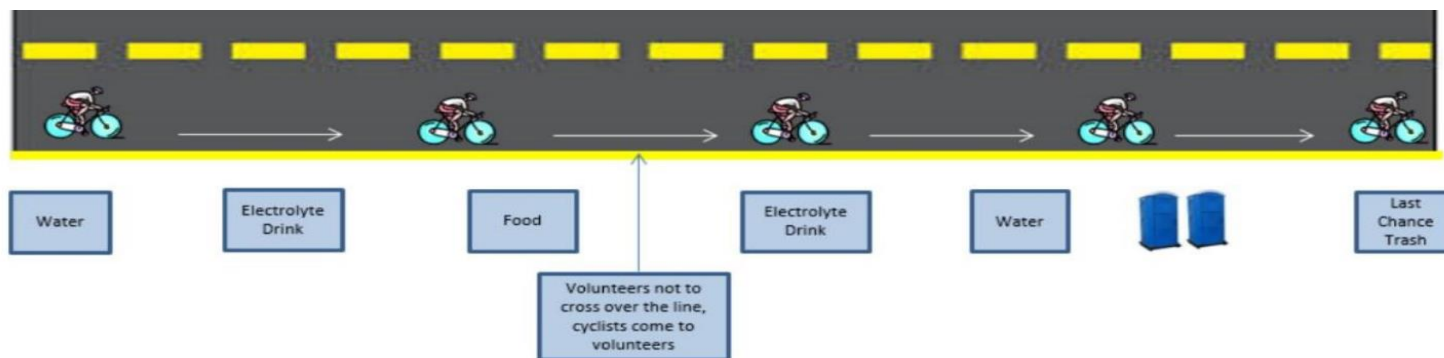 Water
Electrolyte
Drink
Food
Electrolyte
Drink
Water
Last
Chance
Trash
Volunteers not to
cross over the line,
cyclists come to
volunteers